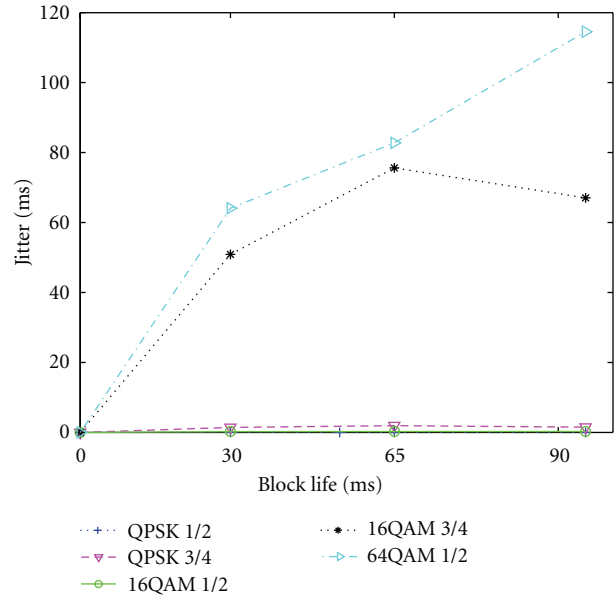 120
100
80
60
40
20
0
Jitter (ms)
0 30 65 90
Block life (ms)
QPSK 1/2
QPSK 3/4
16QAM 1/2
16QAM 3/4
64QAM 1/2